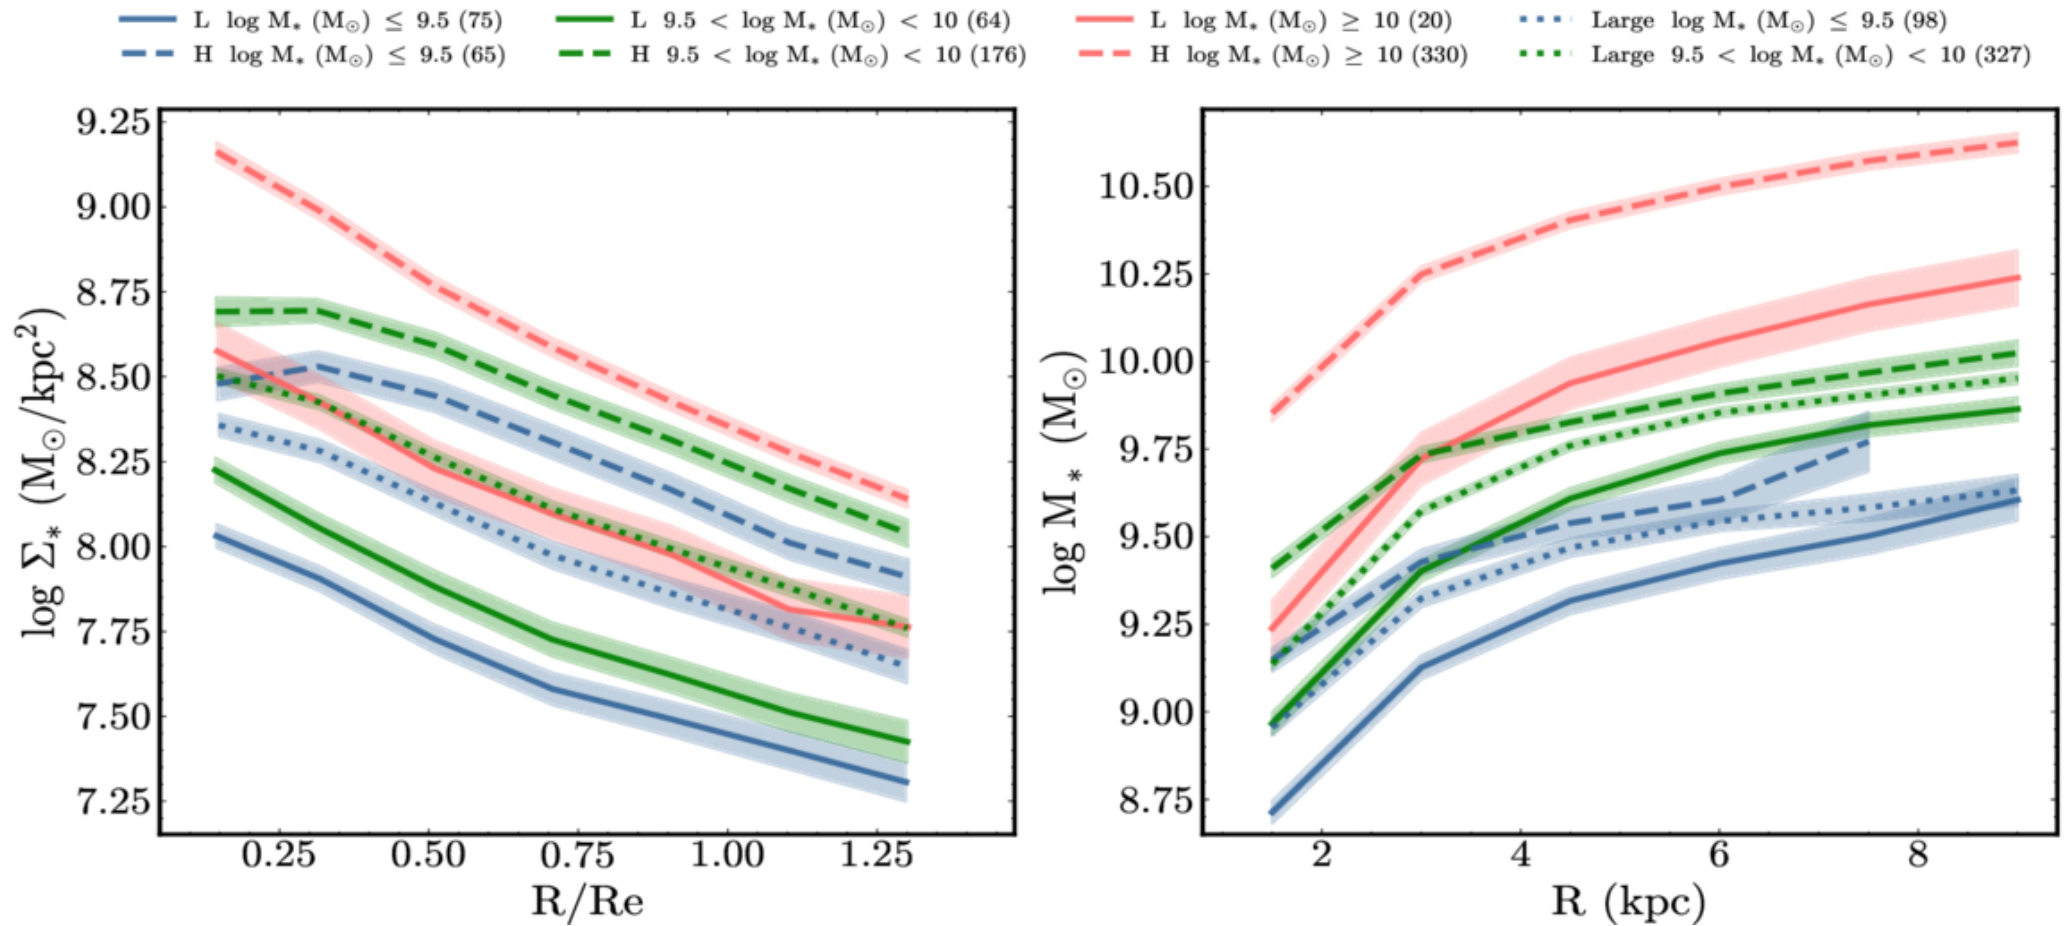 L log M* (M⊙) ≤ 9.5 (75)
H log M* (M⊙) ≤ 9.5 (65)
L 9.5 < log M* (M⊙) < 10 (64)
H 9.5 < log M* (M⊙) < 10 (176)
L log M* (M⊙) ≥ 10 (20)
H log M* (M⊙) ≥ 10 (330)
Large log M* (M⊙) ≤ 9.5 (98)
Large 9.5 < log M* (M⊙) < 10 (327)
log Σ* (M⊙/kpc²)
9.25
9.00
8.75
8.50
8.25
8.00
7.75
7.50
7.25
0.25 0.50 0.75 1.00 1.25
R/Re
log M* (M⊙)
10.50
10.25
10.00
9.75
9.50
9.25
9.00
8.75
2 4 6 8
R (kpc)